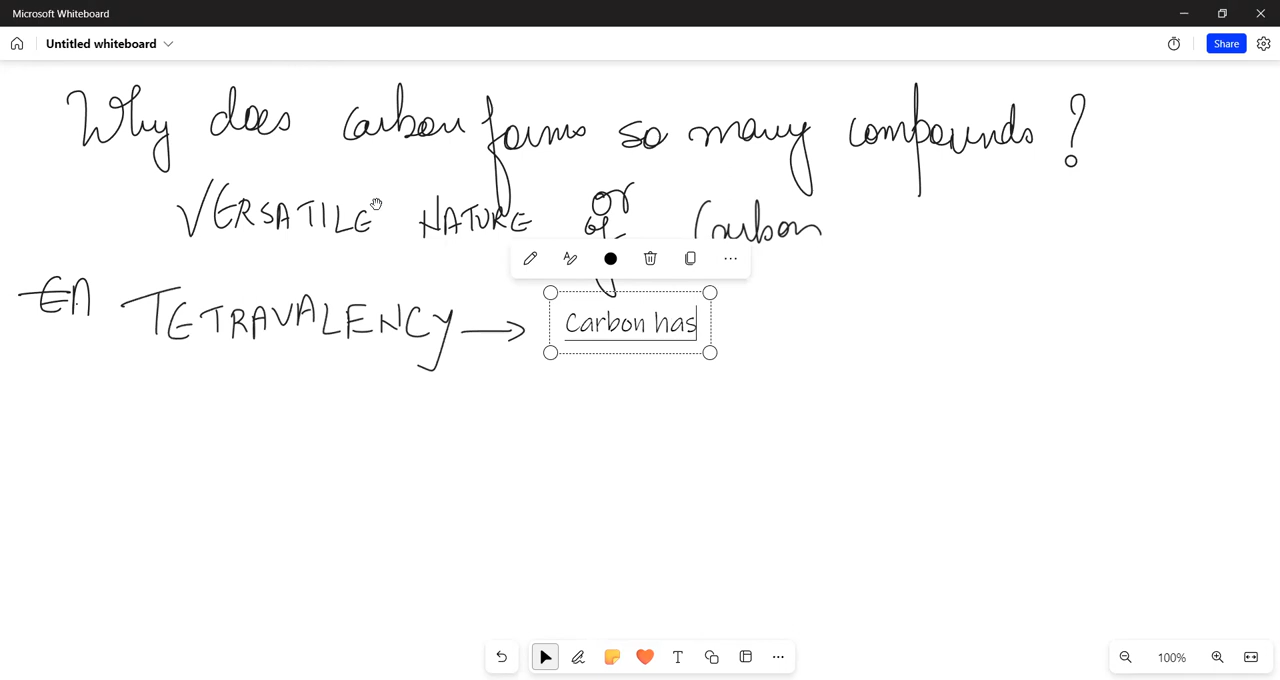 Microsoft Whiteboard
Untitled whiteboard
Share
Why does carbon forms so many compounds ?
or
VERSATILE NATURE of Carbon
TETRAVALENCY → Carbon has
100%